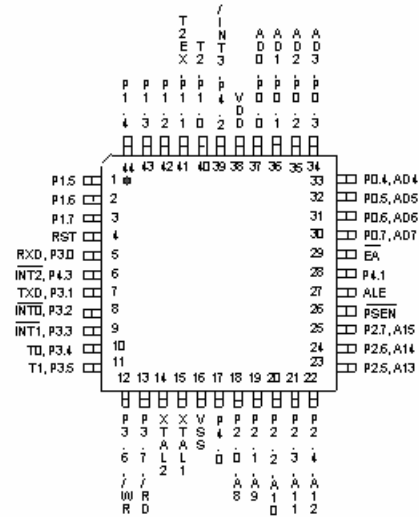 P1.4
P1.3
P1.2
T2EX, P1.1
T2, P1.0
/INT3, P4.2
VDD
AD0, P0.0
AD1, P0.1
AD2, P0.2
AD3, P0.3
44 43 42 41 40 39 38 37 36 35 34
P1.5 1
P1.6 2
P1.7 3
RST 4
RXD, P3.0 5
INT2, P4.3 6
TXD, P3.1 7
INT0, P3.2 8
INT1, P3.3 9
T0, P3.4 10
T1, P3.5 11
33 P0.4, AD4
32 P0.5, AD5
31 P0.6, AD6
30 P0.7, AD7
29 EA
28 P4.1
27 ALE
26 PSEN
25 P2.7, A15
24 P2.6, A14
23 P2.5, A13
12 13 14 15 16 17 18 19 20 21 22
P3.6, /WR
P3.7, /RD
XTAL2
XTAL1
VSS
P4.0
P2.0, A8
P2.1, A9
P2.2, A10
P2.3, A11
P2.4, A12